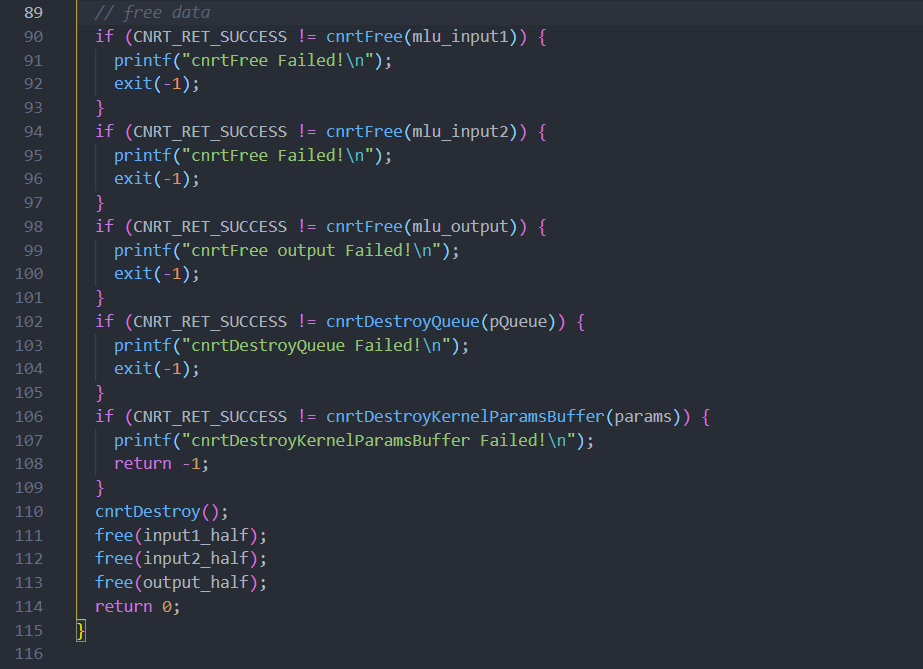 89 // free data
90 if (CNRT_RET_SUCCESS != cnrtFree(mlu_input1)) {
91 printf("cnrtFree Failed!\n");
92 exit(-1);
93 }
94 if (CNRT_RET_SUCCESS != cnrtFree(mlu_input2)) {
95 printf("cnrtFree Failed!\n");
96 exit(-1);
97 }
98 if (CNRT_RET_SUCCESS != cnrtFree(mlu_output)) {
99 printf("cnrtFree output Failed!\n");
100 exit(-1);
101 }
102 if (CNRT_RET_SUCCESS != cnrtDestroyQueue(pQueue)) {
103 printf("cnrtDestroyQueue Failed!\n");
104 exit(-1);
105 }
106 if (CNRT_RET_SUCCESS != cnrtDestroyKernelParamsBuffer(params)) {
107 printf("cnrtDestroyKernelParamsBuffer Failed!\n");
108 return -1;
109 }
110 cnrtDestroy();
111 free(input1_half);
112 free(input2_half);
113 free(output_half);
114 return 0;
115 }
116